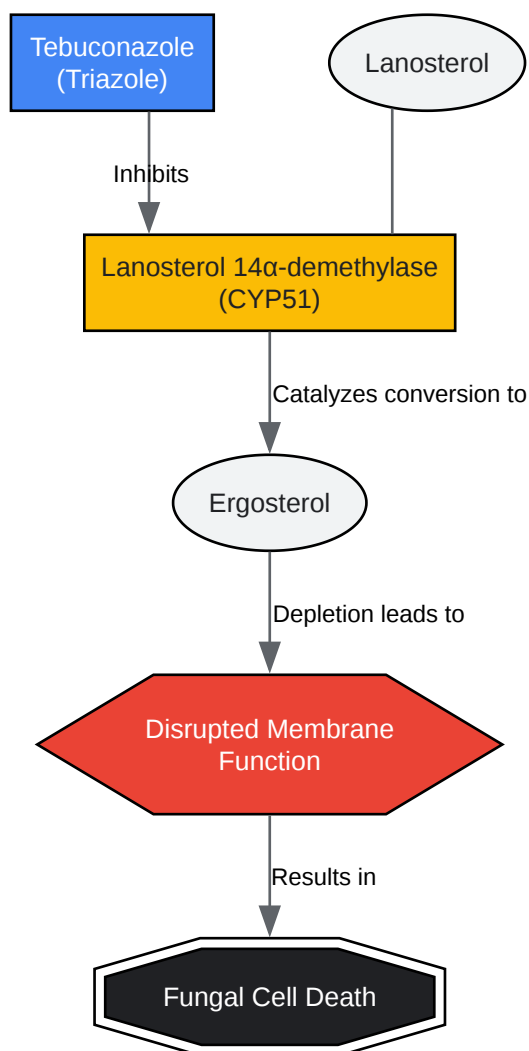 Tebuconazole
(Triazole)
Lanosterol
Inhibits
Lanosterol 14α-demethylase
(CYP51)
Catalyzes conversion to
Ergosterol
Depletion leads to
Disrupted Membrane
Function
Results in
Fungal Cell Death